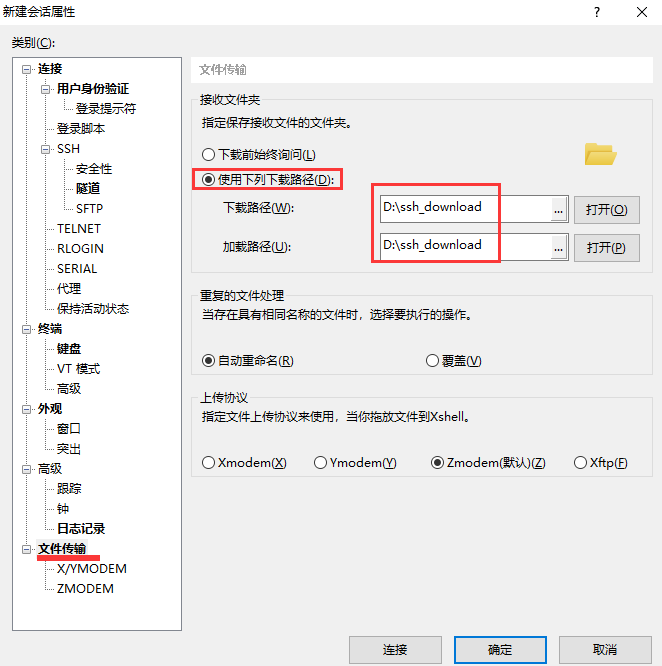 新建会话属性
类别(C):
连接
用户身份验证
登录提示符
登录脚本
SSH
安全性
隧道
SFTP
TELNET
RLOGIN
SERIAL
代理
保持活动状态
终端
键盘
VT 模式
高级
外观
窗口
突出
高级
跟踪
钟
日志记录
文件传输
X/YMODEM
ZMODEM
文件传输
接收文件夹
指定保存接收文件的文件夹。
下载前始终询问(L)
使用下列下载路径(D):
下载路径(W): D:\ssh_download ... 打开(O)
加载路径(U): D:\ssh_download ... 打开(P)
重复的文件处理
当存在具有相同名称的文件时，选择要执行的操作。
自动重命名(R) 覆盖(V)
上传协议
指定文件上传协议来使用，当你拖放文件到Xshell。
Xmodem(X) Ymodem(Y) Zmodem(默认)(Z) Xftp(F)
连接 确定 取消